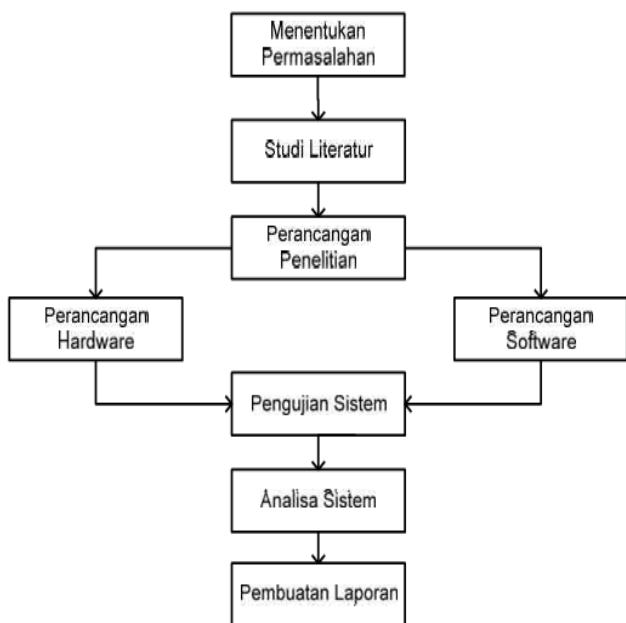 Menentukan
Permasalahan
Studi Literatur
Perancangan
Penelitian
Perancangan
Hardware
Perancangan
Software
Pengujian Sistem
Analisa Sistem
Pembuatan Laporan